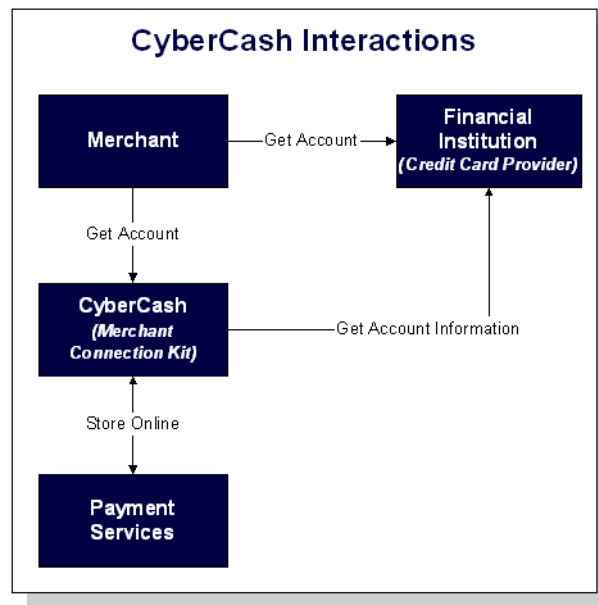 CyberCash Interactions
Merchant
Get Account
Financial
Institution
(Credit Card Provider)
Get Account
CyberCash
(Merchant
Connection Kit)
Get Account Information
Store Online
Payment
Services